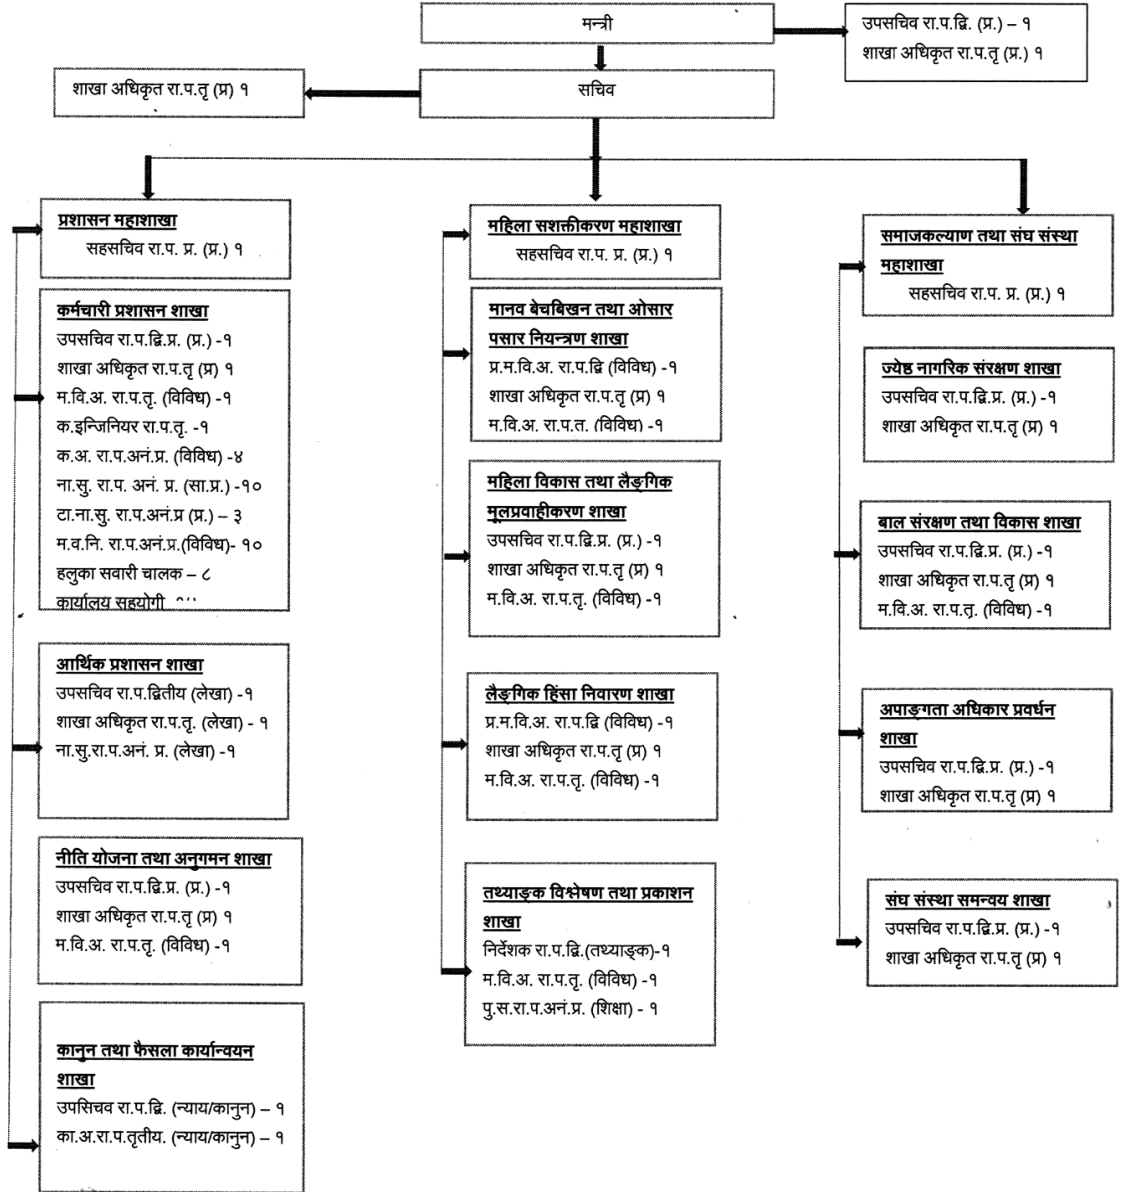 मन्त्री
उपसचिव रा.प.द्वि. (प्र.) – १
शाखा अधिकृत रा.प.तृ (प्र.) १
सचिव
शाखा अधिकृत रा.प.तृ (प्र) १
प्रशासन महाशाखा
सहसचिव रा.प. प्र. (प्र.) १
कर्मचारी प्रशासन शाखा
उपसचिव रा.प.द्वि.प्र. (प्र.) -१
शाखा अधिकृत रा.प.तृ (प्र) १
म.वि.अ. रा.प.तृ. (विविध) -१
क.इन्जिनियर रा.प.तृ. -१
क.अ. रा.प.अनं.प्र. (विविध) -४
ना.सु. रा.प. अनं. प्र. (सा.प्र.) -१०
टा.ना.सु. रा.प.अनं.प्र (प्र.) – ३
म.व.नि. रा.प.अनं.प्र.(विविध)- १०
हलुका सवारी चालक – ८
कार्यालय सहयोगी
आर्थिक प्रशासन शाखा
उपसचिव रा.प.द्वितीय (लेखा) -१
शाखा अधिकृत रा.प.तृ. (लेखा) - १
ना.सु.रा.प.अनं. प्र. (लेखा) -१
नीति योजना तथा अनुगमन शाखा
उपसचिव रा.प.द्वि.प्र. (प्र.) -१
शाखा अधिकृत रा.प.तृ (प्र) १
म.वि.अ. रा.प.तृ. (विविध) -१
कानुन तथा फैसला कार्यान्वयन
शाखा
उपसिचव रा.प.द्वि. (न्याय/कानुन) – १
का.अ.रा.प.तृतीय. (न्याय/कानुन) – १
महिला सशक्तीकरण महाशाखा
सहसचिव रा.प. प्र. (प्र.) १
मानव बेचबिखन तथा ओसार
पसार नियन्त्रण शाखा
प्र.म.वि.अ. रा.प.द्वि (विविध) -१
शाखा अधिकृत रा.प.तृ (प्र) १
म.वि.अ. रा.प.तृ. (विविध) -१
महिला विकास तथा लैङ्गिक
मूलप्रवाहीकरण शाखा
उपसचिव रा.प.द्वि.प्र. (प्र.) -१
शाखा अधिकृत रा.प.तृ (प्र) १
म.वि.अ. रा.प.तृ. (विविध) -१
लैङ्गिक हिंसा निवारण शाखा
प्र.म.वि.अ. रा.प.द्वि (विविध) -१
शाखा अधिकृत रा.प.तृ (प्र) १
म.वि.अ. रा.प.तृ. (विविध) -१
तथ्याङ्क विश्लेषण तथा प्रकाशन
शाखा
निर्देशक रा.प.द्वि.(तथ्याङ्क)-१
म.वि.अ. रा.प.तृ. (विविध) -१
पु.स.रा.प.अनं.प्र. (शिक्षा) - १
समाजकल्याण तथा संघ संस्था
महाशाखा
सहसचिव रा.प. प्र. (प्र.) १
ज्येष्ठ नागरिक संरक्षण शाखा
उपसचिव रा.प.द्वि.प्र. (प्र.) -१
शाखा अधिकृत रा.प.तृ (प्र) १
बाल संरक्षण तथा विकास शाखा
उपसचिव रा.प.द्वि.प्र. (प्र.) -१
शाखा अधिकृत रा.प.तृ (प्र) १
म.वि.अ. रा.प.तृ. (विविध) -१
अपाङ्गता अधिकार प्रवर्धन
शाखा
उपसचिव रा.प.द्वि.प्र. (प्र.) -१
शाखा अधिकृत रा.प.तृ (प्र) १
संघ संस्था समन्वय शाखा
उपसचिव रा.प.द्वि.प्र. (प्र.) -१
शाखा अधिकृत रा.प.तृ (प्र) १